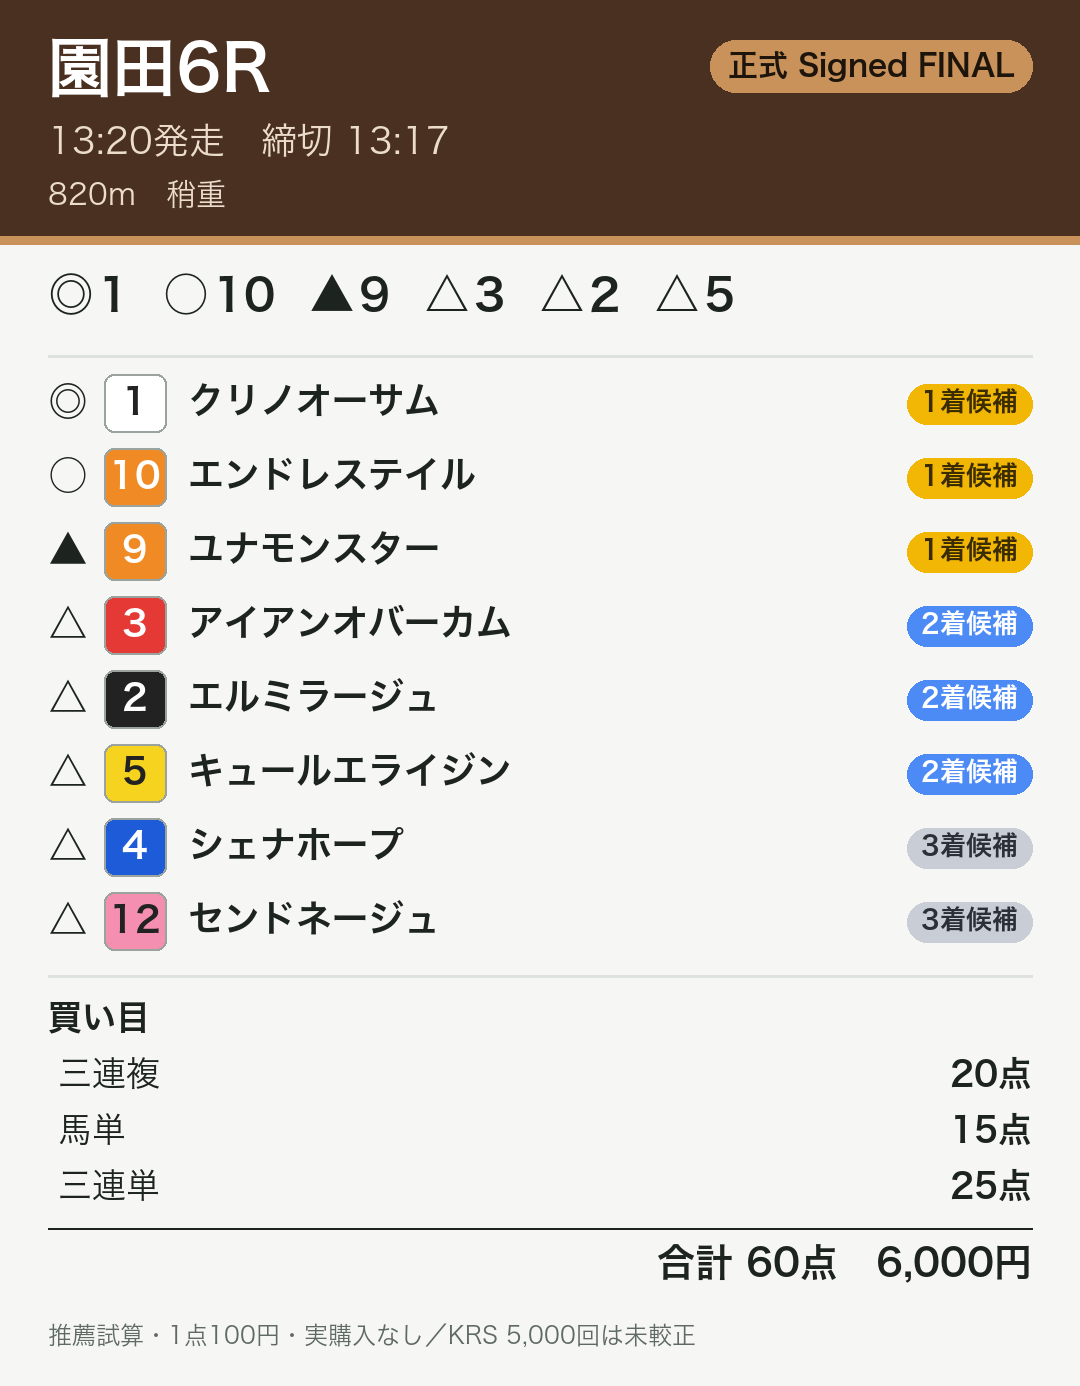 園田6R
正式 Signed FINAL
13:20発走　締切 13:17
820m　稍重
◎1 ○10 ▲9 △3 △2 △5
◎ 1 クリノオーサム 1着候補
○ 10 エンドレステイル 1着候補
▲ 9 ユナモンスター 1着候補
△ 3 アイアンオバーカム 2着候補
△ 2 エルミラージュ 2着候補
△ 5 キュールエライジン 2着候補
△ 4 シェナホープ 3着候補
△ 12 センドネージュ 3着候補
買い目
三連複 20点
馬単 15点
三連単 25点
合計 60点　6,000円
推薦試算・1点100円・実購入なし／KRS 5,000回は未較正